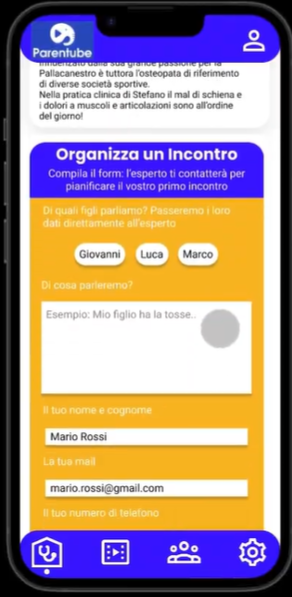 Parentube
influenzato dalla sua grande passione per la
Pallacanestro è tuttora l'osteopata di riferimento
di diverse società sportive.
Nella pratica clinica di Stefano il mal di schiena e
i dolori a muscoli e articolazioni sono all'ordine
del giorno!
Organizza un Incontro
Compila il form: l'esperto ti contatterà per
pianificare il vostro primo incontro
Di quali figli parliamo? Passeremo i loro
dati direttamente all'esperto
Giovanni Luca Marco
Di cosa parleremo?
Esempio: Mio figlio ha la tosse..
Il tuo nome e cognome
Mario Rossi
La tua mail
mario.rossi@gmail.com
Il tuo numero di telefono